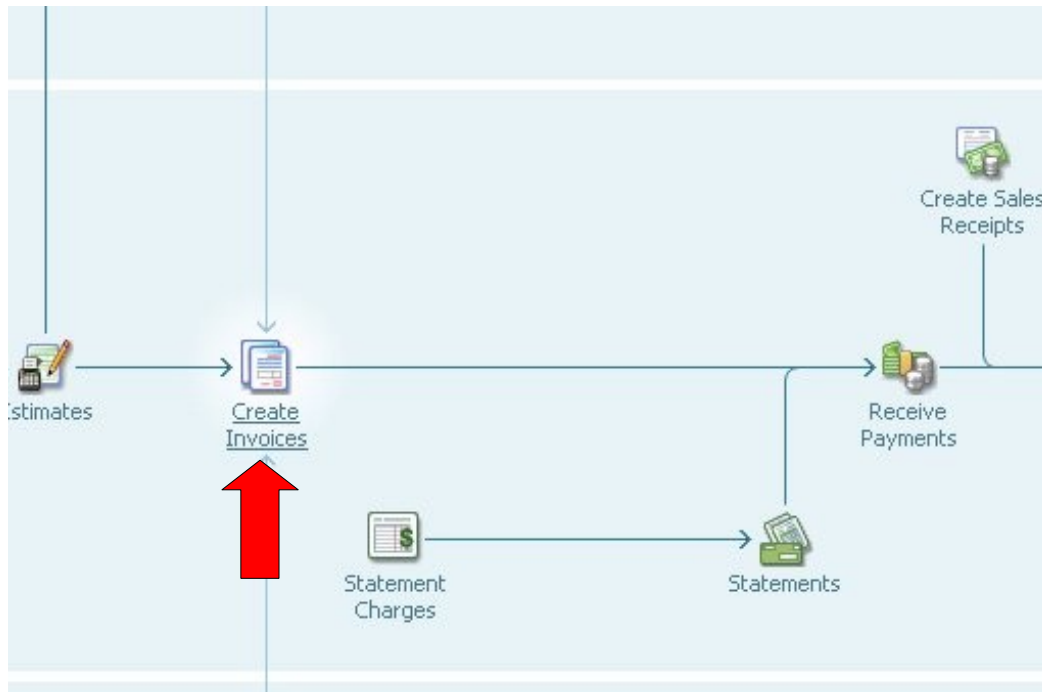 Create Sales
Receipts
stimates
Create
Invoices
Receive
Payments
Statement
Charges
Statements